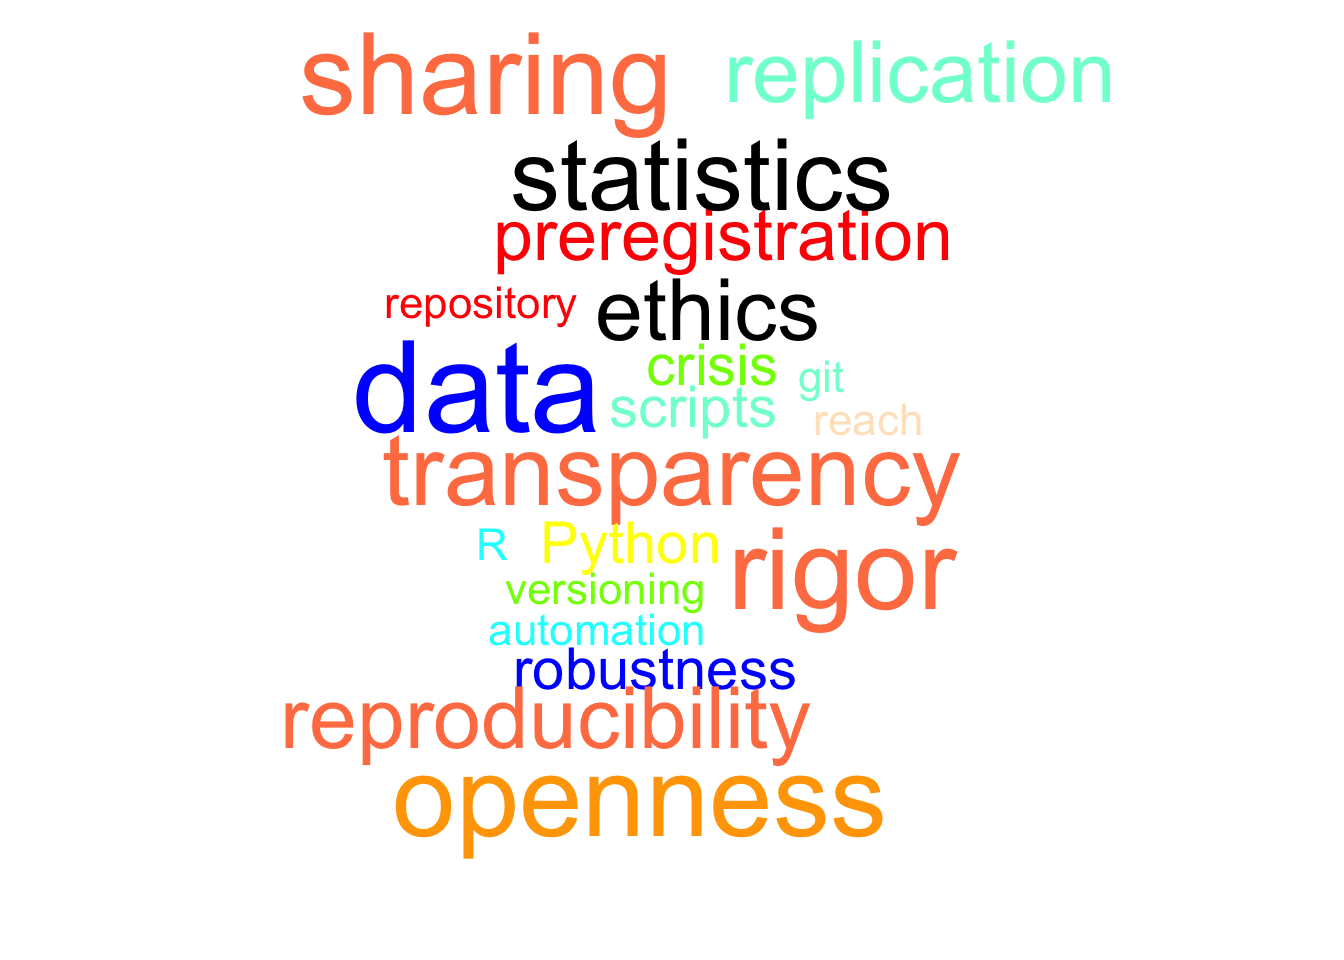 sharing replication
statistics
preregistration
repository ethics
data crisis git
scripts reach
transparency
R Python rigor
versioning
automation
robustness
reproducibility
openness